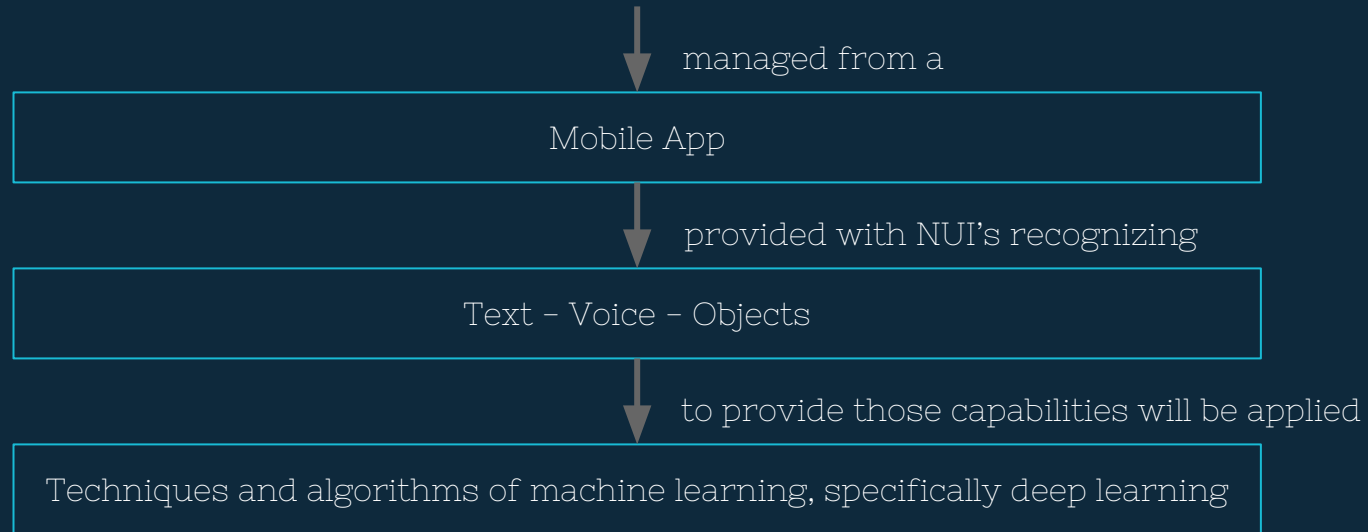 managed from a
Mobile App
provided with NUI’s recognizing
Text – Voice – Objects
to provide those capabilities will be applied
Techniques and algorithms of machine learning, specifically deep learning